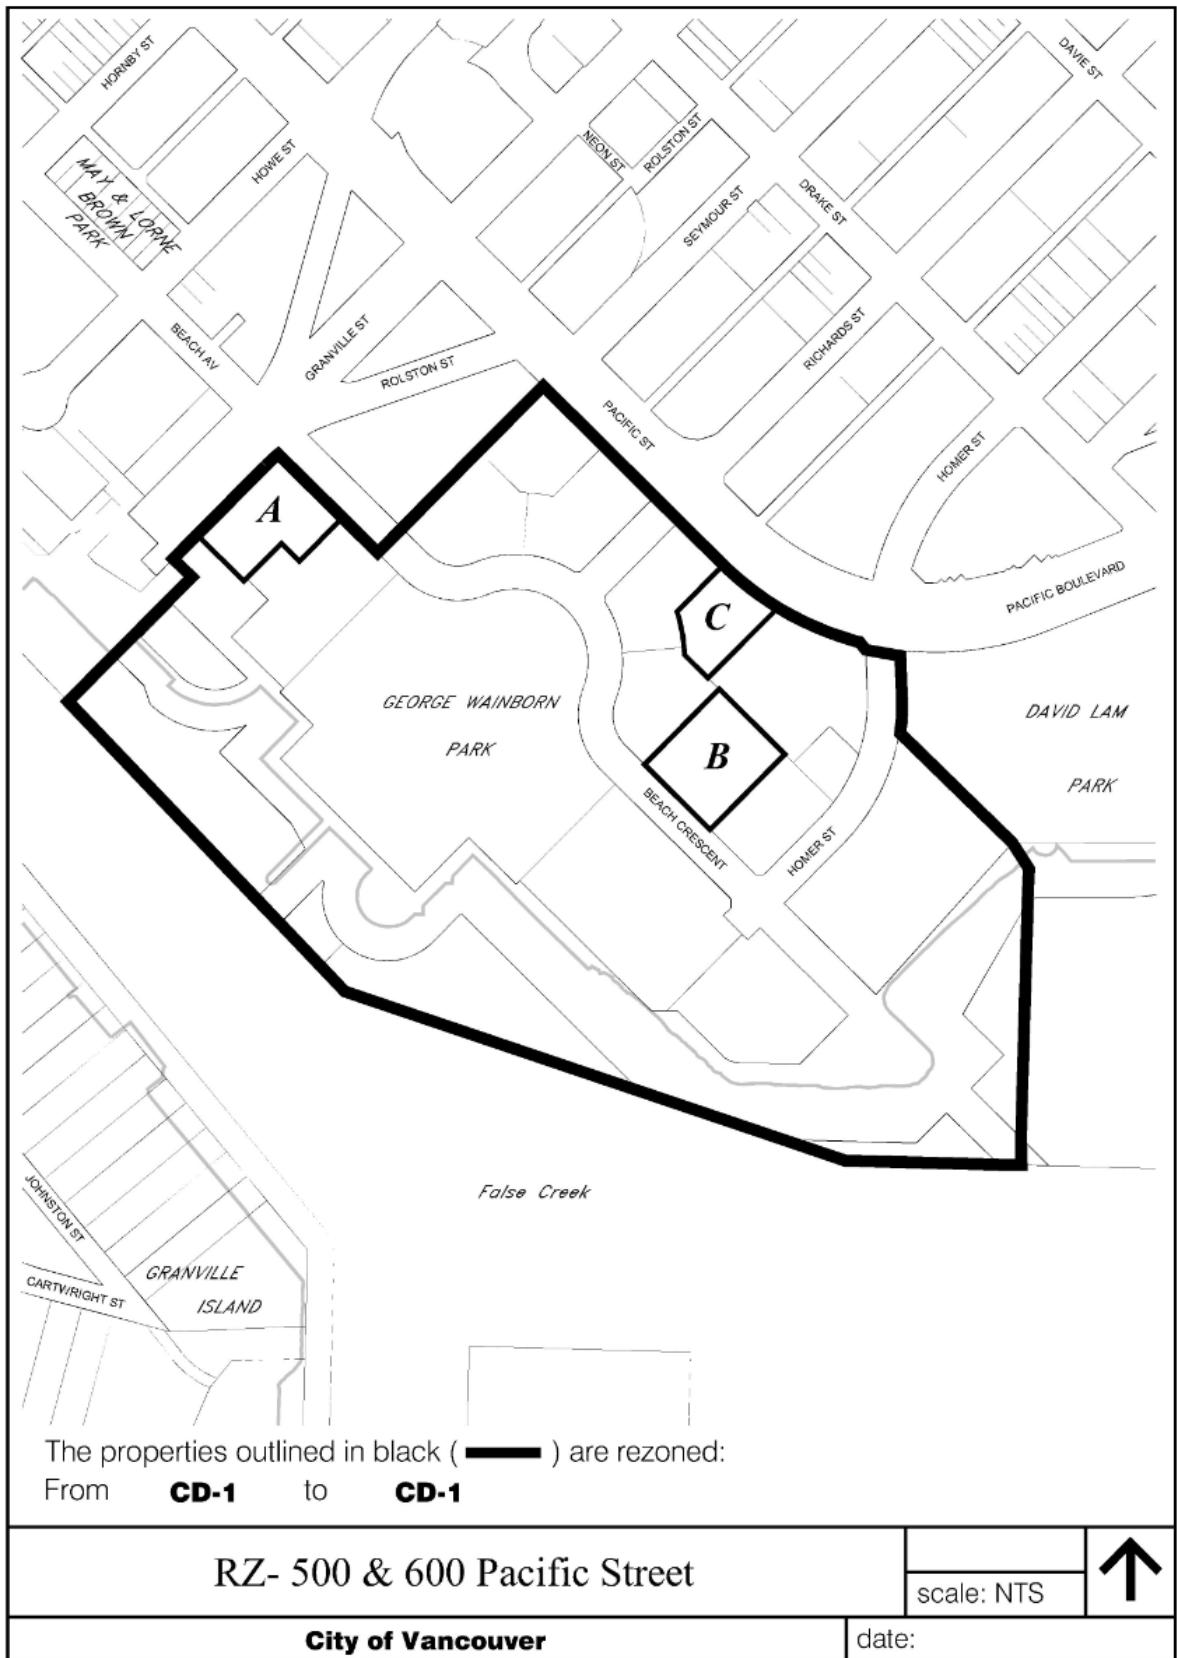 HORNBY ST
DAVIE ST
MAY & LORNE
BROWN
PARK
HOWE ST
NEON ST
ROLSTON ST
SEYMOUR ST
DRAKE ST
BEACH AV
GRANVILLE ST
ROLSTON ST
RICHARDS ST
PACIFIC ST
HOMER ST
A
PACIFIC BOULEVARD
C
GEORGE WAINBORN
PARK
DAVID LAM
PARK
B
BEACH CRESCENT
HOMER ST
False Creek
JOHNSTON ST
CARTWRIGHT ST
GRANVILLE
ISLAND
The properties outlined in black ( ) are rezoned:
From CD-1 to CD-1
RZ- 500 & 600 Pacific Street
scale: NTS
City of Vancouver
date: